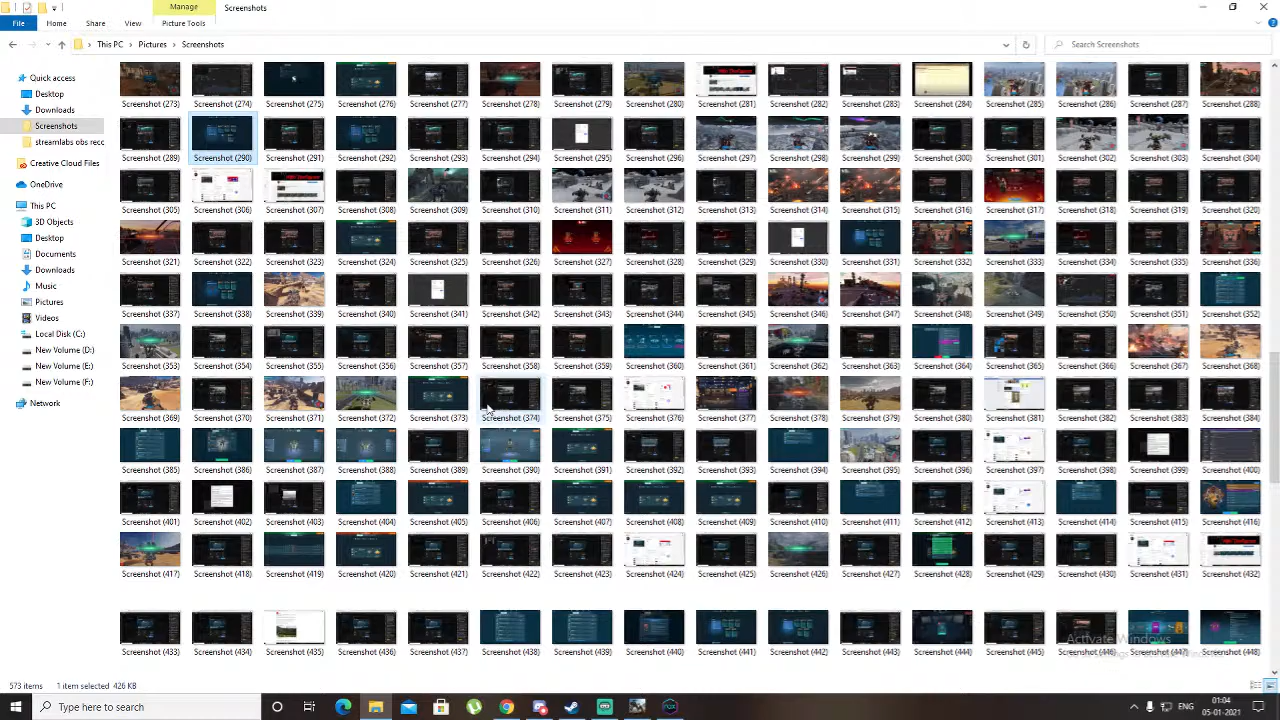 Manage
Screenshots
File
Home
Share
View
Picture Tools
This PC
Pictures
Screenshots
Search Screenshots
Quick access
Desktop
Downloads
Screenshots
streamlabs obs recc
Creative Cloud Files
OneDrive
This PC
3D Objects
Desktop
Documents
Downloads
Music
Pictures
Videos
Local Disk (C:)
New Volume (D:)
New Volume (E:)
New Volume (F:)
Network
Screenshot (273) Screenshot (274) Screenshot (275) Screenshot (276) Screenshot (277) Screenshot (278) Screenshot (279) Screenshot (280) Screenshot (281) Screenshot (282) Screenshot (283) Screenshot (284) Screenshot (285) Screenshot (286) Screenshot (287) Screenshot (288)
Screenshot (289) Screenshot (290) Screenshot (291) Screenshot (292) Screenshot (293) Screenshot (294) Screenshot (295) Screenshot (296) Screenshot (297) Screenshot (298) Screenshot (299) Screenshot (300) Screenshot (301) Screenshot (302) Screenshot (303) Screenshot (304)
Screenshot (305) Screenshot (306) Screenshot (307) Screenshot (308) Screenshot (309) Screenshot (310) Screenshot (311) Screenshot (312) Screenshot (313) Screenshot (314) Screenshot (315) Screenshot (316) Screenshot (317) Screenshot (318) Screenshot (319) Screenshot (320)
Screenshot (321) Screenshot (322) Screenshot (323) Screenshot (324) Screenshot (325) Screenshot (326) Screenshot (327) Screenshot (328) Screenshot (329) Screenshot (330) Screenshot (331) Screenshot (332) Screenshot (333) Screenshot (334) Screenshot (335) Screenshot (336)
Screenshot (337) Screenshot (338) Screenshot (339) Screenshot (340) Screenshot (341) Screenshot (342) Screenshot (343) Screenshot (344) Screenshot (345) Screenshot (346) Screenshot (347) Screenshot (348) Screenshot (349) Screenshot (350) Screenshot (351) Screenshot (352)
Screenshot (353) Screenshot (354) Screenshot (355) Screenshot (356) Screenshot (357) Screenshot (358) Screenshot (359) Screenshot (360) Screenshot (361) Screenshot (362) Screenshot (363) Screenshot (364) Screenshot (365) Screenshot (366) Screenshot (367) Screenshot (368)
Screenshot (369) Screenshot (370) Screenshot (371) Screenshot (372) Screenshot (373) Screenshot (374) Screenshot (375) Screenshot (376) Screenshot (377) Screenshot (378) Screenshot (379) Screenshot (380) Screenshot (381) Screenshot (382) Screenshot (383) Screenshot (384)
Screenshot (385) Screenshot (386) Screenshot (387) Screenshot (388) Screenshot (389) Screenshot (390) Screenshot (391) Screenshot (392) Screenshot (393) Screenshot (394) Screenshot (395) Screenshot (396) Screenshot (397) Screenshot (398) Screenshot (399) Screenshot (400)
Screenshot (401) Screenshot (402) Screenshot (403) Screenshot (404) Screenshot (405) Screenshot (406) Screenshot (407) Screenshot (408) Screenshot (409) Screenshot (410) Screenshot (411) Screenshot (412) Screenshot (413) Screenshot (414) Screenshot (415) Screenshot (416)
Screenshot (417) Screenshot (418) Screenshot (419) Screenshot (420) Screenshot (421) Screenshot (422) Screenshot (423) Screenshot (424) Screenshot (425) Screenshot (426) Screenshot (427) Screenshot (428) Screenshot (429) Screenshot (430) Screenshot (431) Screenshot (432)
Screenshot (433) Screenshot (434) Screenshot (435) Screenshot (436) Screenshot (437) Screenshot (438) Screenshot (439) Screenshot (440) Screenshot (441) Screenshot (442) Screenshot (443) Screenshot (444) Screenshot (445) Screenshot (446) Screenshot (447) Screenshot (448)
Activate Windows
573 items
1 item selected 426 KB
Type here to search
ENG
01:04
05-01-2021